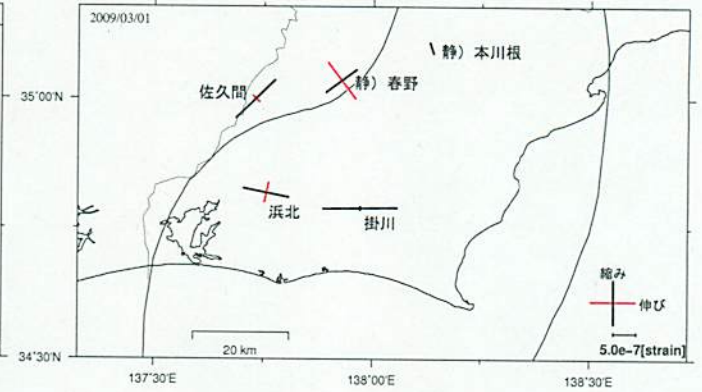 2009/03/01
静）本川根
35°00'N
佐久間
静）春野
浜北
掛川
縮み
伸び
5.0e-7[strain]
20 km
34°30'N
137°30'E
138°00'E
138°30'E